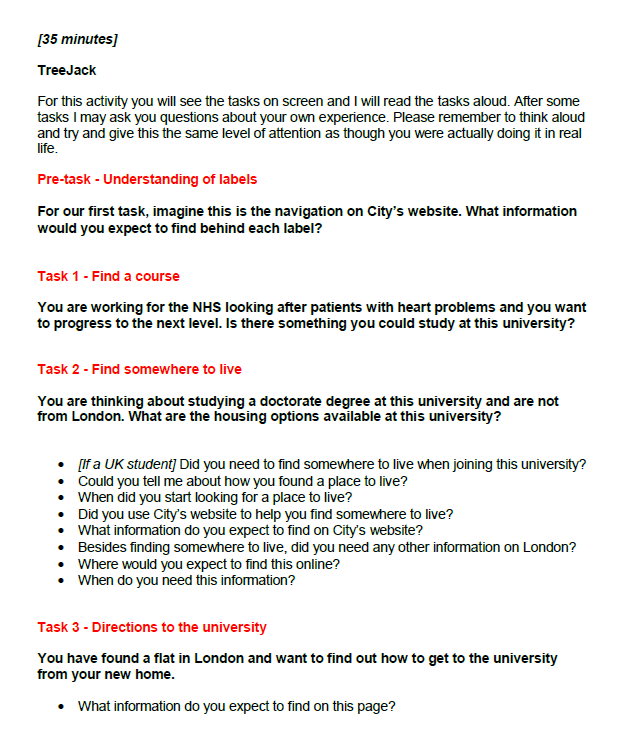 [35 minutes]
TreeJack
For this activity you will see the tasks on screen and I will read the tasks aloud. After some
tasks I may ask you questions about your own experience. Please remember to think aloud
and try and give this the same level of attention as though you were actually doing it in real
life.
Pre-task - Understanding of labels
For our first task, imagine this is the navigation on City's website. What information
would you expect to find behind each label?
Task 1 - Find a course
You are working for the NHS looking after patients with heart problems and you want
to progress to the next level. Is there something you could study at this university?
Task 2 - Find somewhere to live
You are thinking about studying a doctorate degree at this university and are not
from London. What are the housing options available at this university?
• [If a UK student] Did you need to find somewhere to live when joining this university?
• Could you tell me about how you found a place to live?
• When did you start looking for a place to live?
• Did you use City's website to help you find somewhere to live?
• What information do you expect to find on City's website?
• Besides finding somewhere to live, did you need any other information on London?
• Where would you expect to find this online?
• When do you need this information?
Task 3 - Directions to the university
You have found a flat in London and want to find out how to get to the university
from your new home.
• What information do you expect to find on this page?